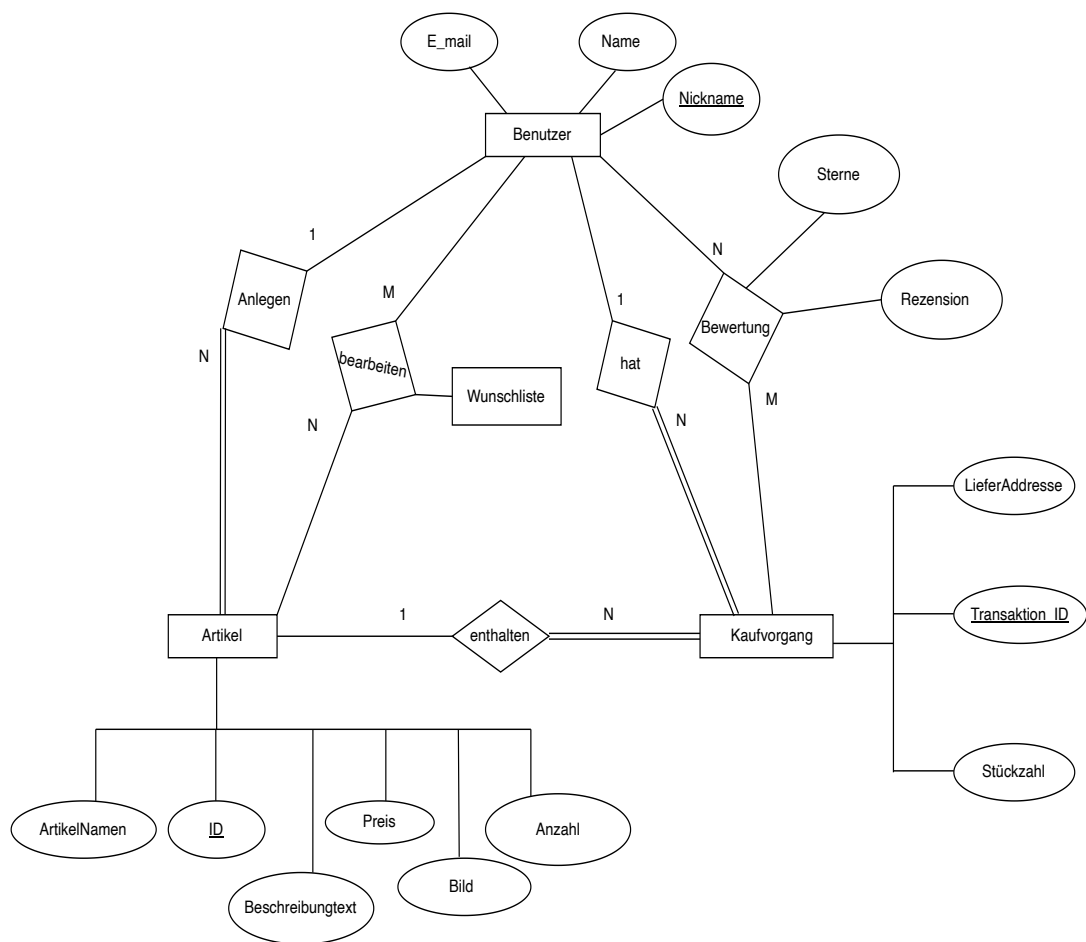 E_mail
Name
Nickname
Benutzer
Sterne
1
N
Anlegen
M
1
Rezension
Bewertung
N
bearbeiten
hat
Wunschliste
M
N
N
LieferAddresse
Artikel
1
enthalten
N
Kaufvorgang
Transaktion_ID
Stückzahl
ArtikelNamen
ID
Preis
Anzahl
Bild
Beschreibungtext